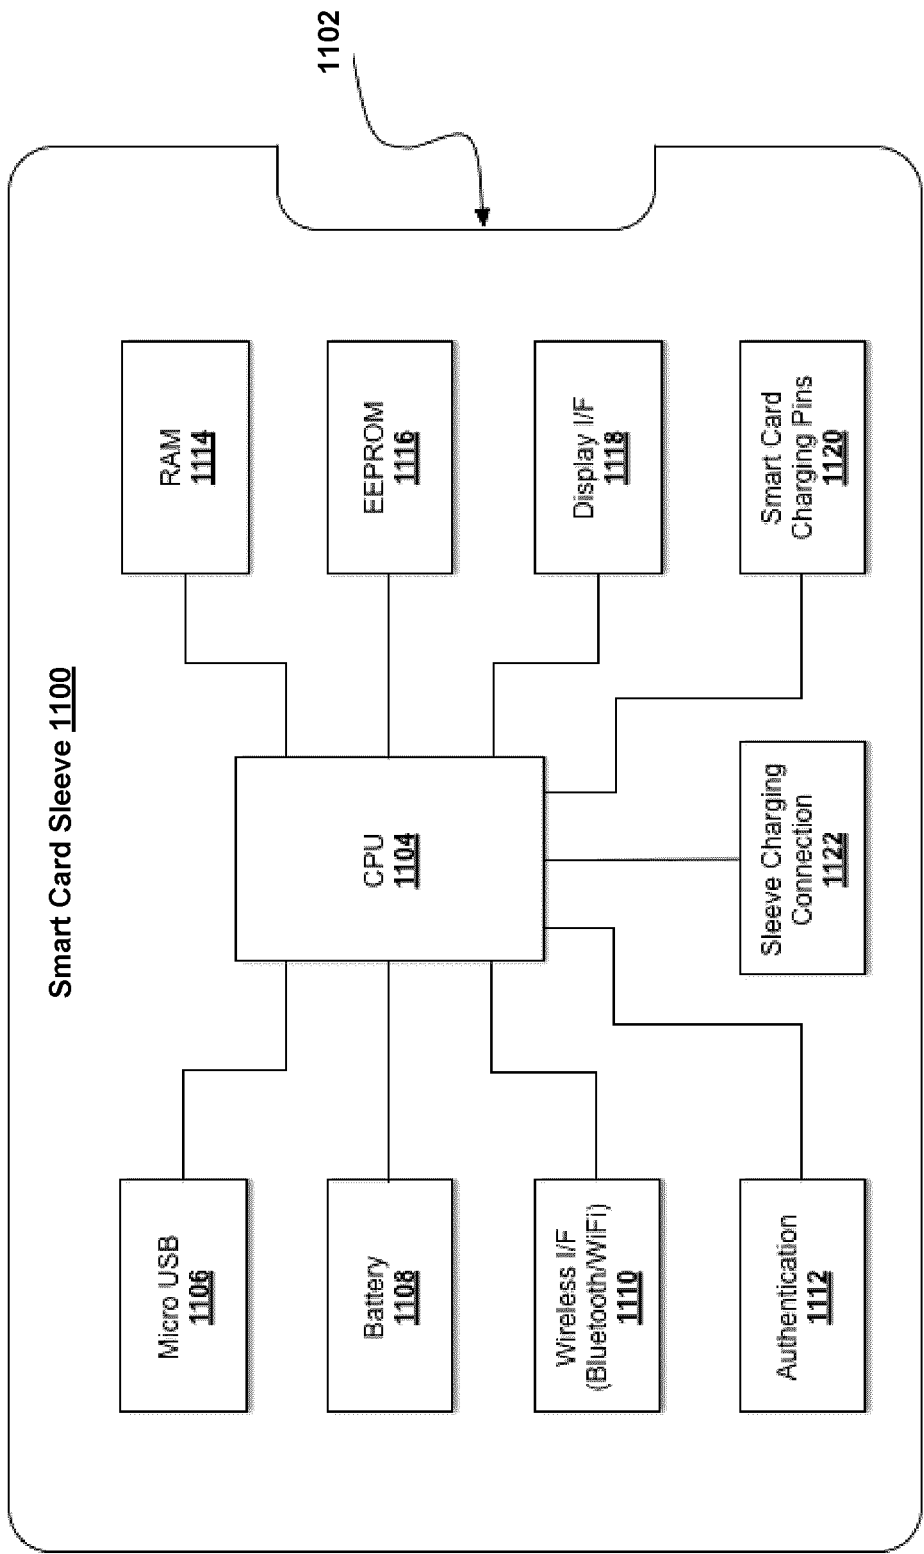 Smart Card Sleeve 1100
1102
Micro USB
1106
Battery
1108
Wireless I/F
(Bluetooth/WiFi)
1110
Authentication
1112
CPU
1104
Sleeve Charging
Connection
1122
RAM
1114
EEPROM
1116
Display I/F
1118
Smart Card
Charging Pins
1120